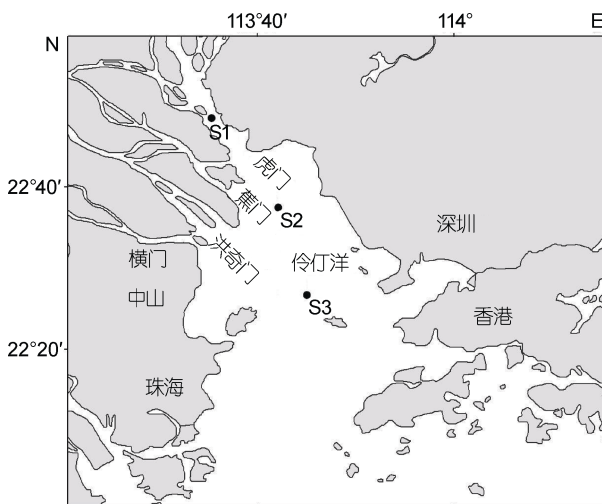 113°40′
114°
E
N
S1
虎门
22°40′
蕉门
S2
深圳
洪奇门
横门
伶仃洋
中山
S3
香港
22°20′
珠海